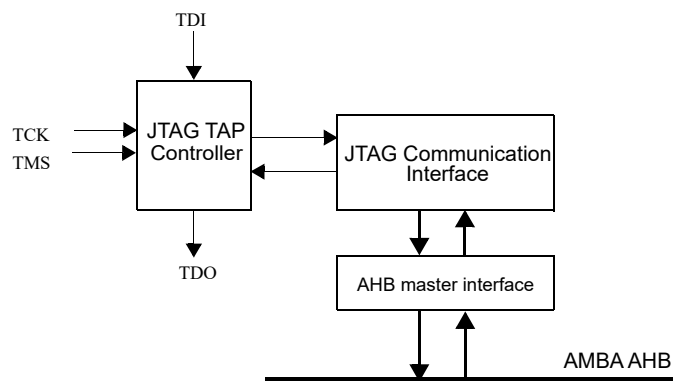 TDI
TCK
TMS
JTAG TAP
Controller
JTAG Communication
Interface
TDO
AHB master interface
AMBA AHB